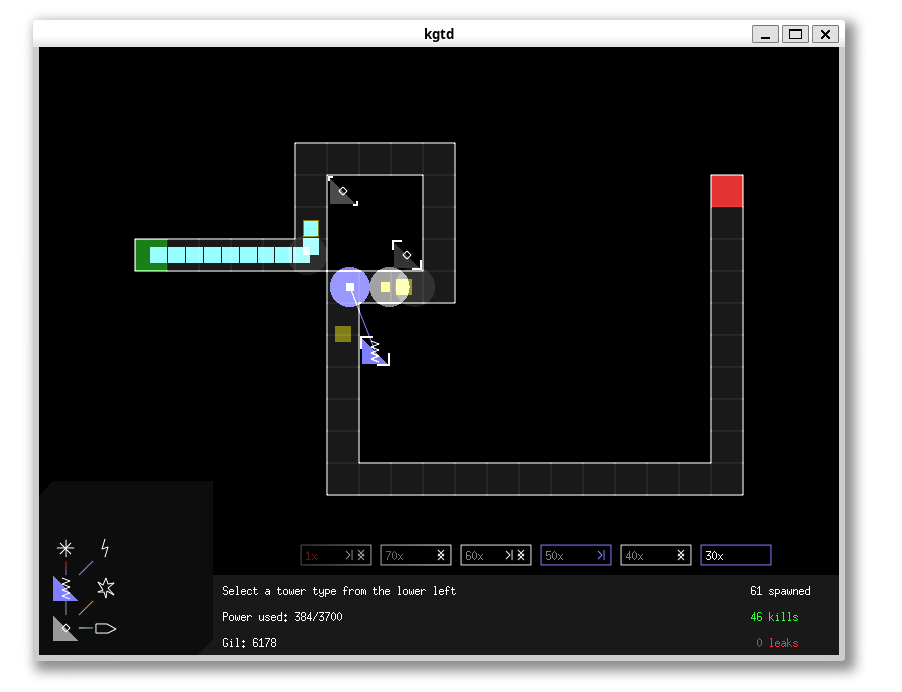 kgtd
1x 70x 60x 50x 40x 30x
Select a tower type from the lower left 61 spawned
Power used: 384/3700 46 kills
Gil: 6178 0 leaks